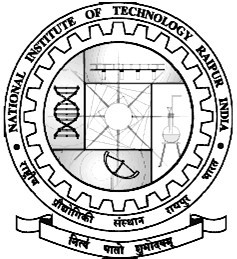 • NATIONAL INSTITUTE OF TECHNOLOGY RAIPUR INDIA •
राष्ट्रीय प्रौद्योगिकी संस्थान रायपुर भारत
नित्यं यातो शुभोदयम्